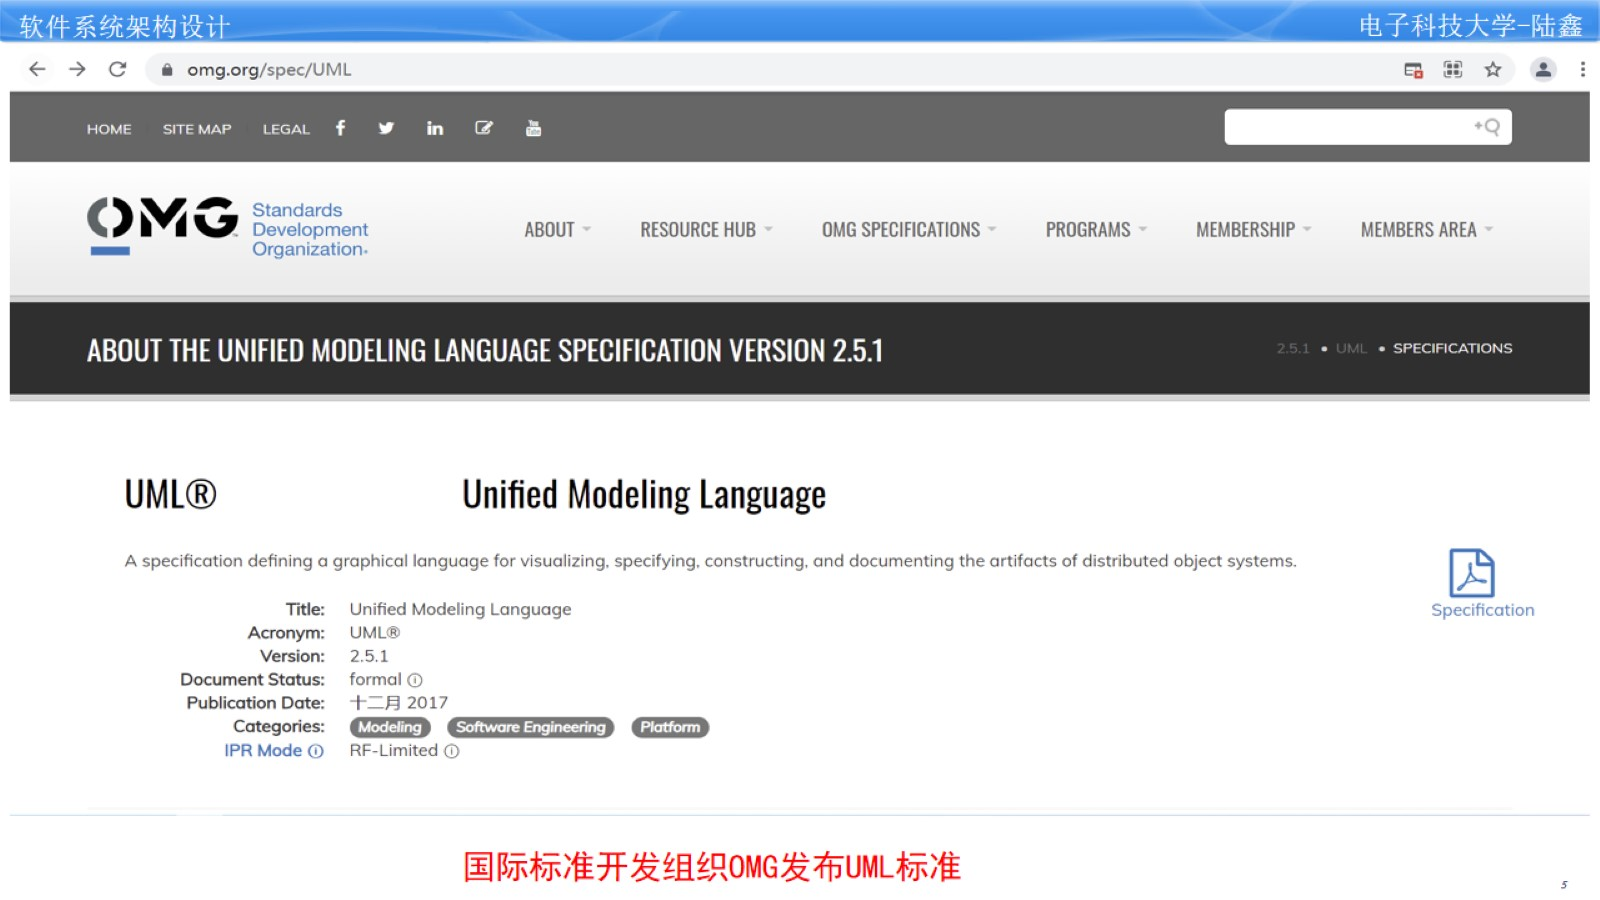 软件系统架构设计
电子科技大学-陆鑫
omg.org/spec/UML
HOME SITE MAP LEGAL
OMG Standards Development Organization
ABOUT RESOURCE HUB OMG SPECIFICATIONS PROGRAMS MEMBERSHIP MEMBERS AREA
ABOUT THE UNIFIED MODELING LANGUAGE SPECIFICATION VERSION 2.5.1
2.5.1 • UML • SPECIFICATIONS
UML® Unified Modeling Language
A specification defining a graphical language for visualizing, specifying, constructing, and documenting the artifacts of distributed object systems.
Specification
Title: Unified Modeling Language
Acronym: UML®
Version: 2.5.1
Document Status: formal
Publication Date: 十二月 2017
Categories: Modeling Software Engineering Platform
IPR Mode RF-Limited
国际标准开发组织OMG发布UML标准
5